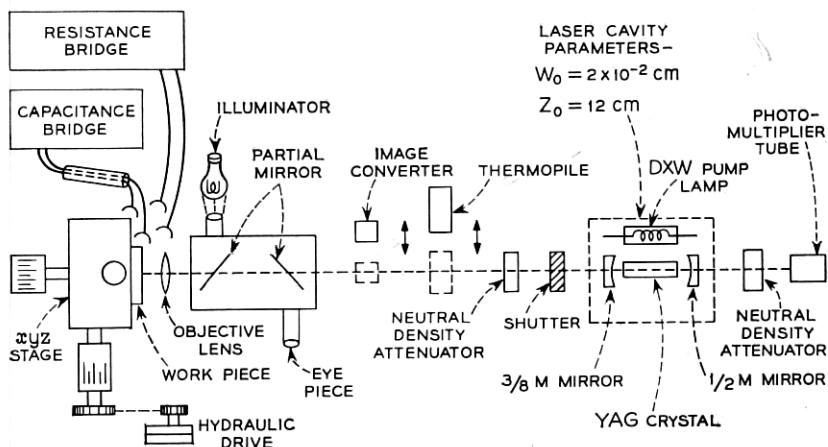 RESISTANCE
BRIDGE
CAPACITANCE
BRIDGE
ILLUMINATOR
PARTIAL
MIRROR
IMAGE
CONVERTER
THERMOPILE
LASER CAVITY
PARAMETERS–
W₀ = 2 x 10⁻² cm
Z₀ = 12 cm
DXW PUMP
LAMP
PHOTO-
MULTIPLIER
TUBE
xyz
STAGE
OBJECTIVE
LENS
WORK PIECE
EYE
PIECE
HYDRAULIC
DRIVE
NEUTRAL
DENSITY
ATTENUATOR
SHUTTER
3/8 M MIRROR
YAG CRYSTAL
1/2 M MIRROR
NEUTRAL
DENSITY
ATTENUATOR